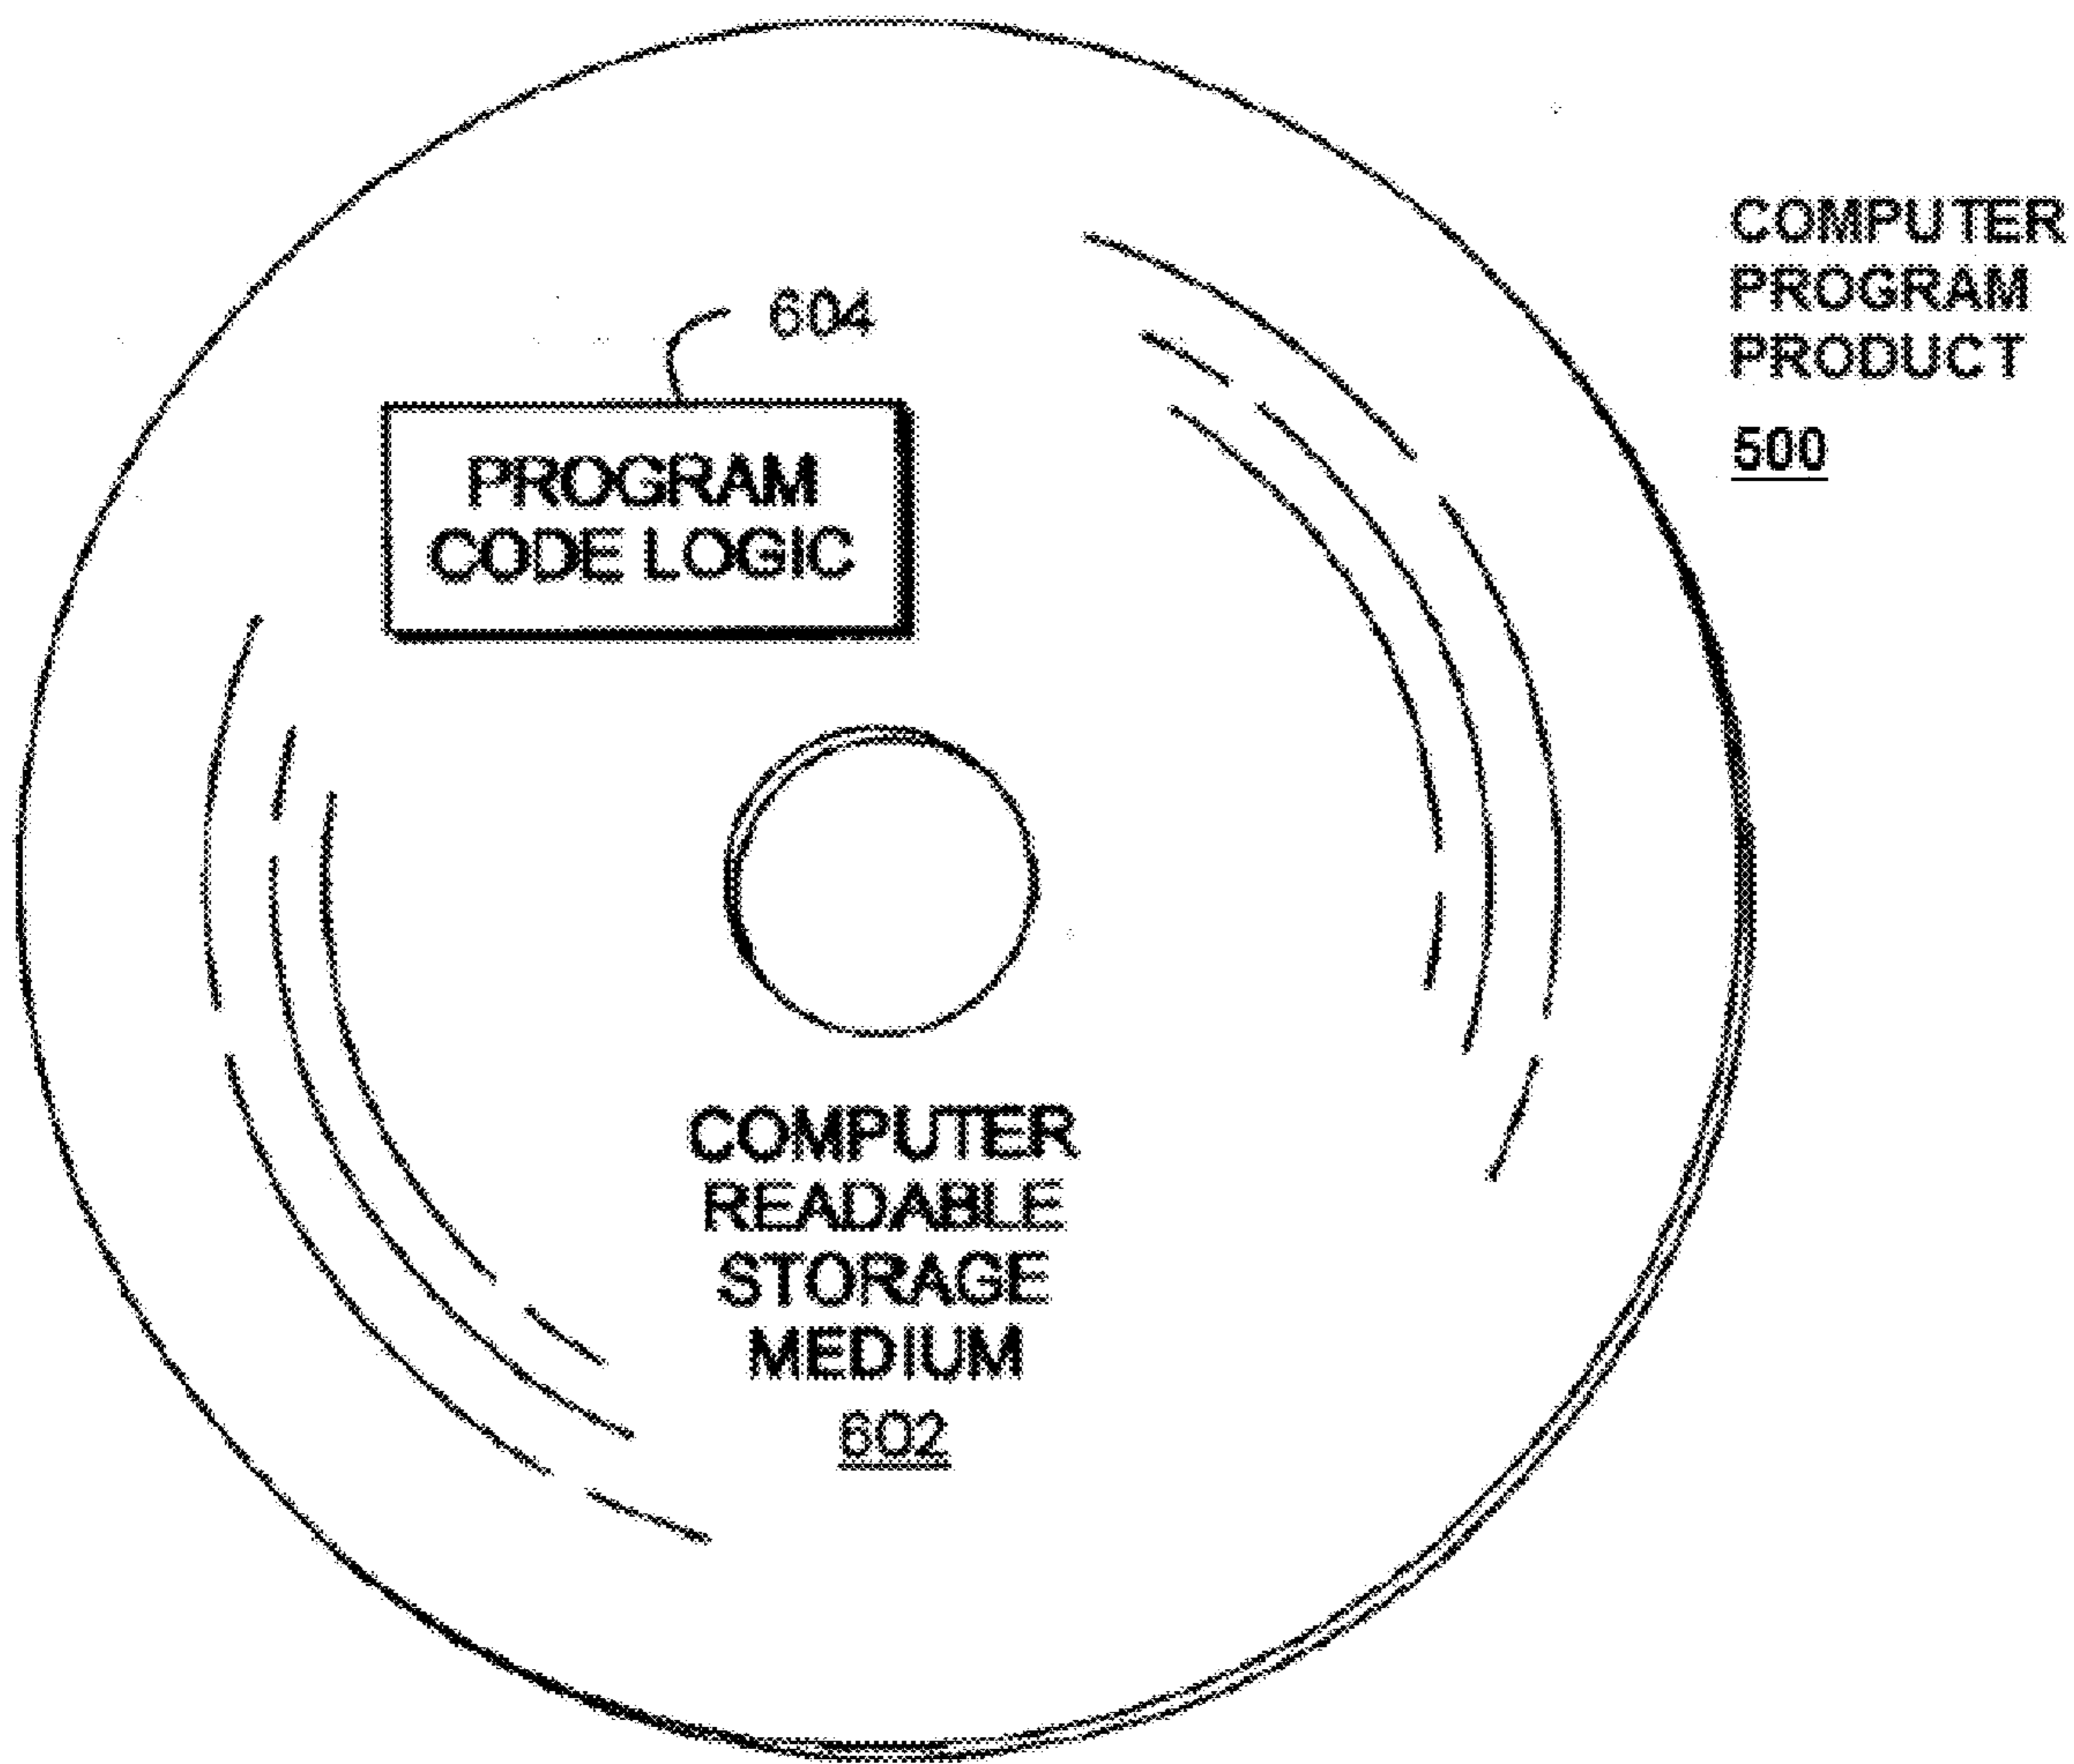 COMPUTER
PROGRAM
PRODUCT
500
604
PROGRAM
CODE LOGIC
COMPUTER
READABLE
STORAGE
MEDIUM
602